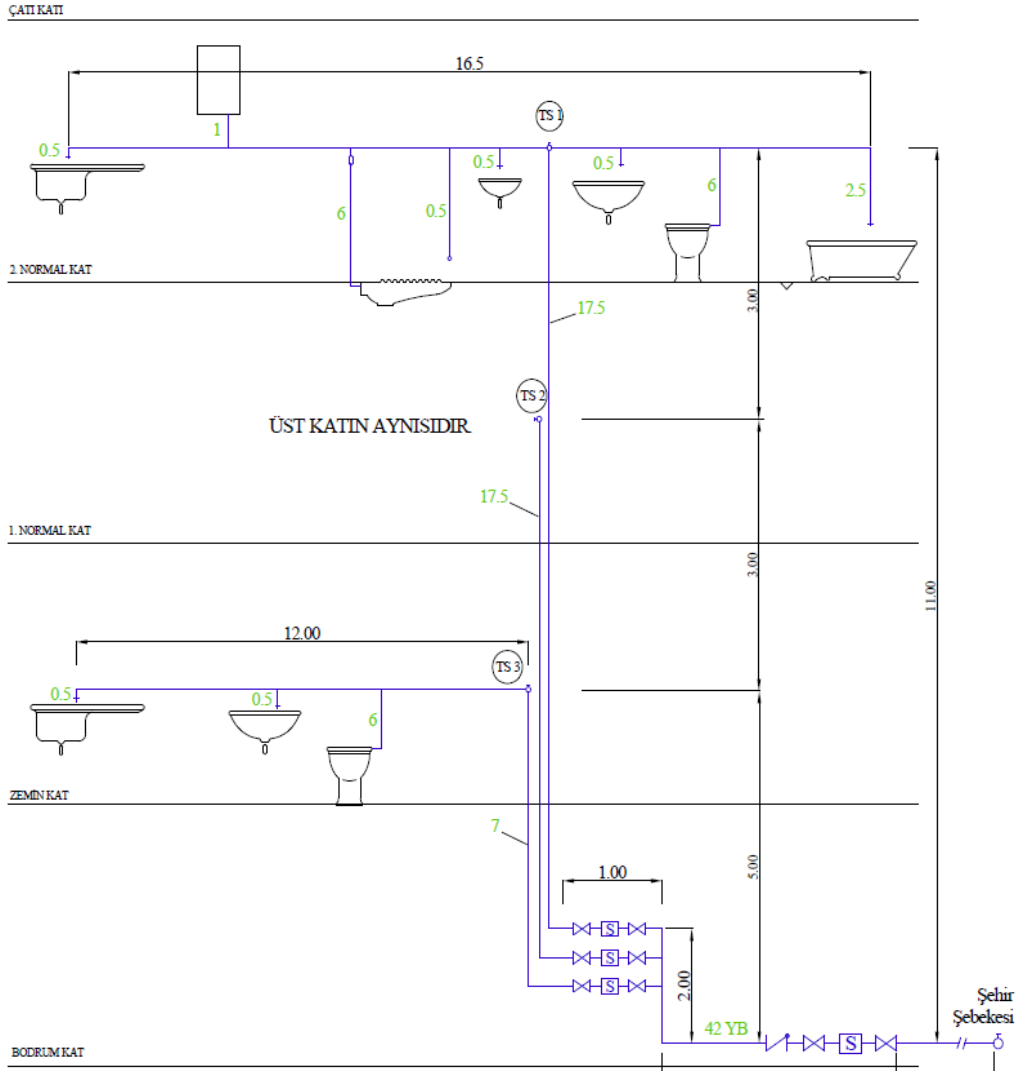 ÇATI KATI
16.5
TS 1
1
0.5
0.5
0.5
6
2.5
6
0.5
2. NORMAL KAT
3.00
17.5
TS 2
ÜST KATIN AYNISIDIR
17.5
1. NORMAL KAT
3.00
11.00
12.00
TS 3
0.5
0.5
6
ZEMİN KAT
7
5.00
1.00
S
S
S
2.00
Şehir
Şebekesi
42 YB
S
BODRUM KAT